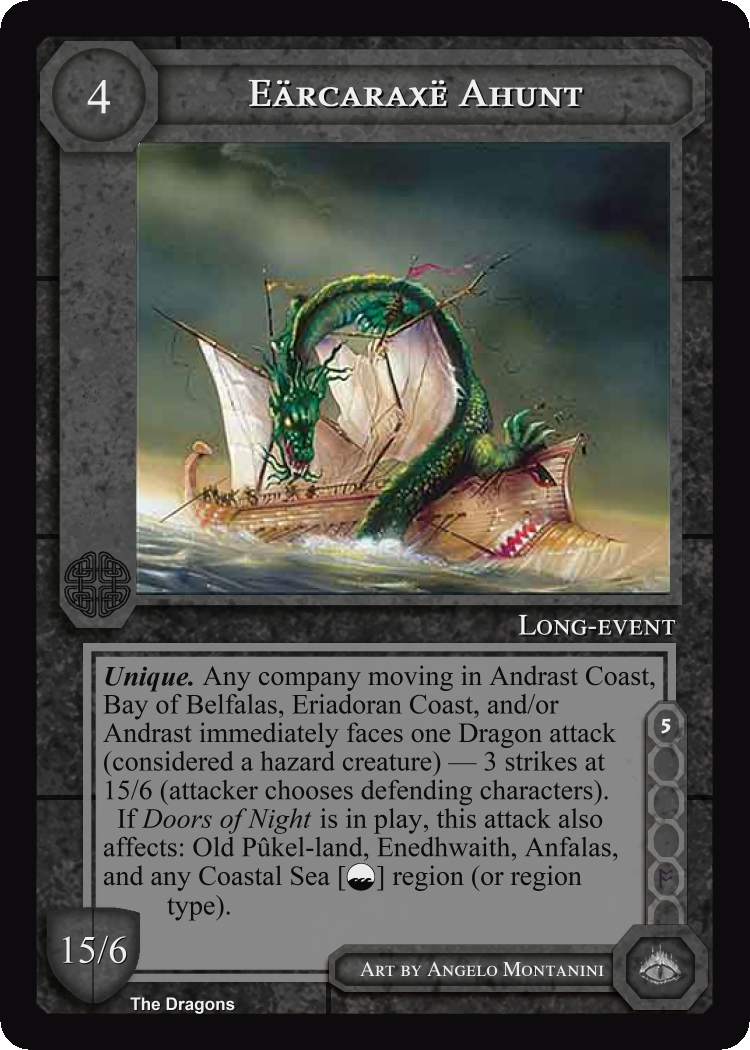 4
Eärcaraxë Ahunt
Long-event
Unique. Any company moving in Andrast Coast,
Bay of Belfalas, Eriadoran Coast, and/or
Andrast immediately faces one Dragon attack
(considered a hazard creature) — 3 strikes at
15/6 (attacker chooses defending characters).
If Doors of Night is in play, this attack also
affects: Old Pûkel-land, Enedhwaith, Anfalas,
and any Coastal Sea [] region (or region
type).
5
15/6
Art by Angelo Montanini
The Dragons